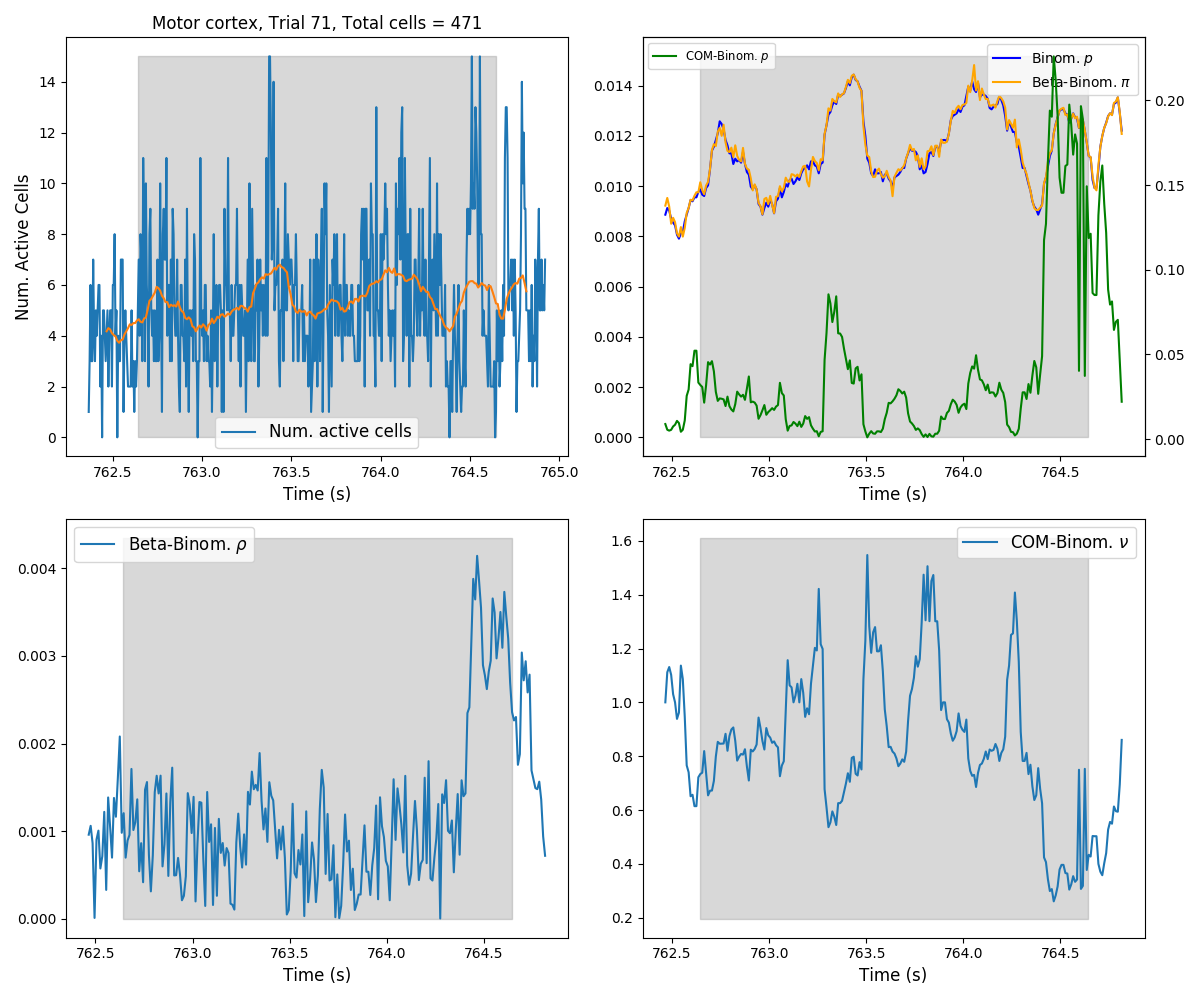 Motor cortex, Trial 71, Total cells = 471
Num. Active Cells
14
12
10
8
6
4
2
0
Num. active cells
762.5 763.0 763.5 764.0 764.5 765.0
Time (s)
COM-Binom. p
Binom. p
Beta-Binom. π
0.014
0.012
0.010
0.008
0.006
0.004
0.002
0.000
0.20
0.15
0.10
0.05
0.00
762.5 763.0 763.5 764.0 764.5
Time (s)
Beta-Binom. ρ
0.004
0.003
0.002
0.001
0.000
762.5 763.0 763.5 764.0 764.5
Time (s)
COM-Binom. ν
1.6
1.4
1.2
1.0
0.8
0.6
0.4
0.2
762.5 763.0 763.5 764.0 764.5
Time (s)